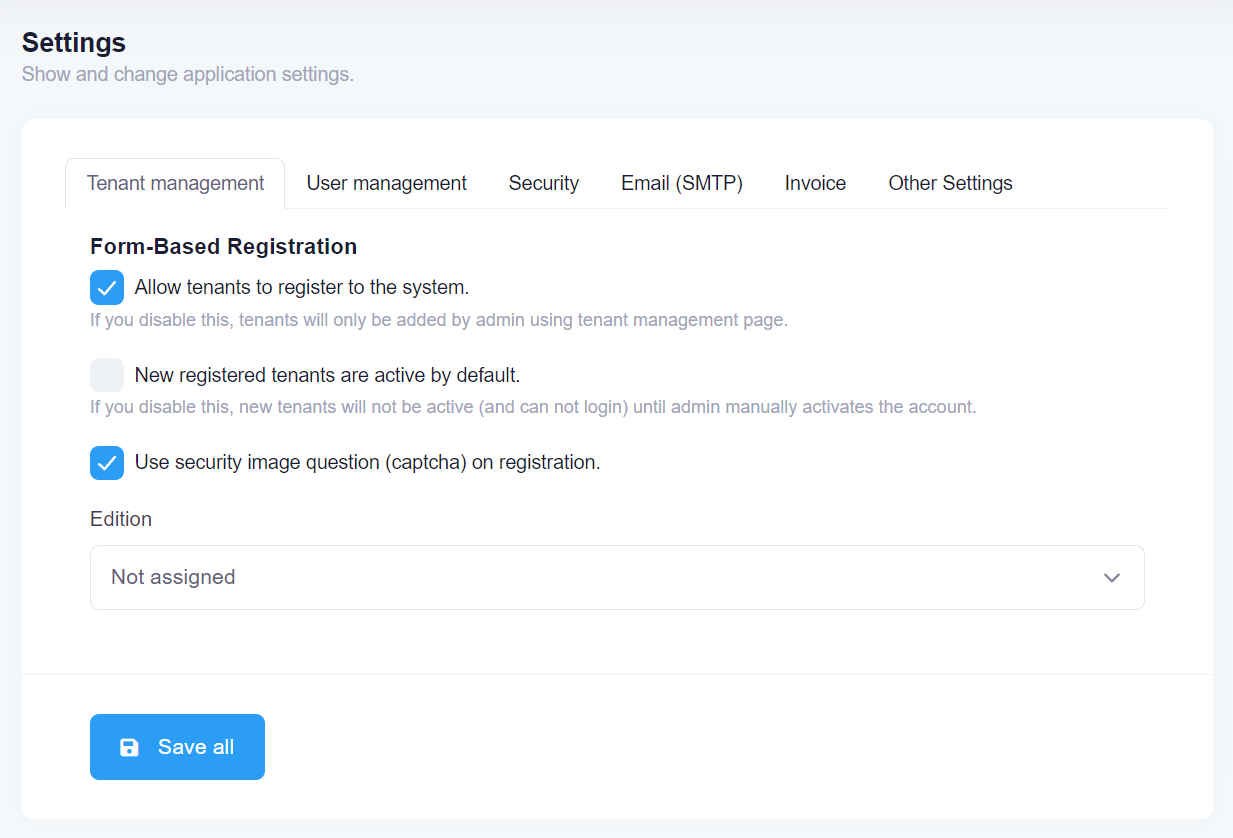 Settings
Show and change application settings.
Tenant management
User management
Security
Email (SMTP)
Invoice
Other Settings
Form-Based Registration
Allow tenants to register to the system.
If you disable this, tenants will only be added by admin using tenant management page.
New registered tenants are active by default.
If you disable this, new tenants will not be active (and can not login) until admin manually activates the account.
Use security image question (captcha) on registration.
Edition
Not assigned
Save all